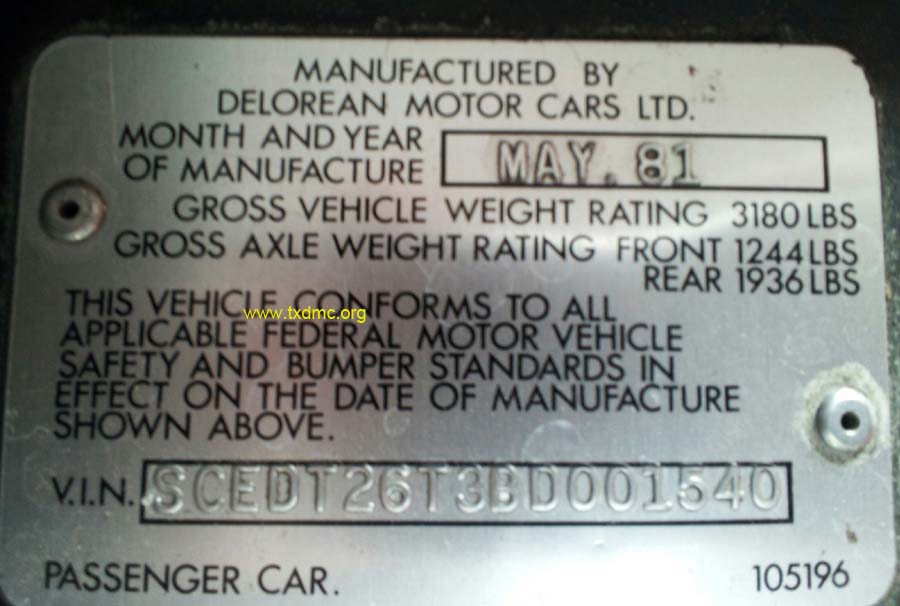 MANUFACTURED BY
DELOREAN MOTOR CARS LTD.
MONTH AND YEAR
OF MANUFACTURE MAY. 81
GROSS VEHICLE WEIGHT RATING 3180 LBS
GROSS AXLE WEIGHT RATING FRONT 1244 LBS
REAR 1936 LBS
THIS VEHICLE CONFORMS TO ALL
www.txdmc.org
APPLICABLE FEDERAL MOTOR VEHICLE
SAFETY AND BUMPER STANDARDS IN
EFFECT ON THE DATE OF MANUFACTURE
SHOWN ABOVE.
V.I.N. SCEDT26T3BD001540
PASSENGER CAR. 105196